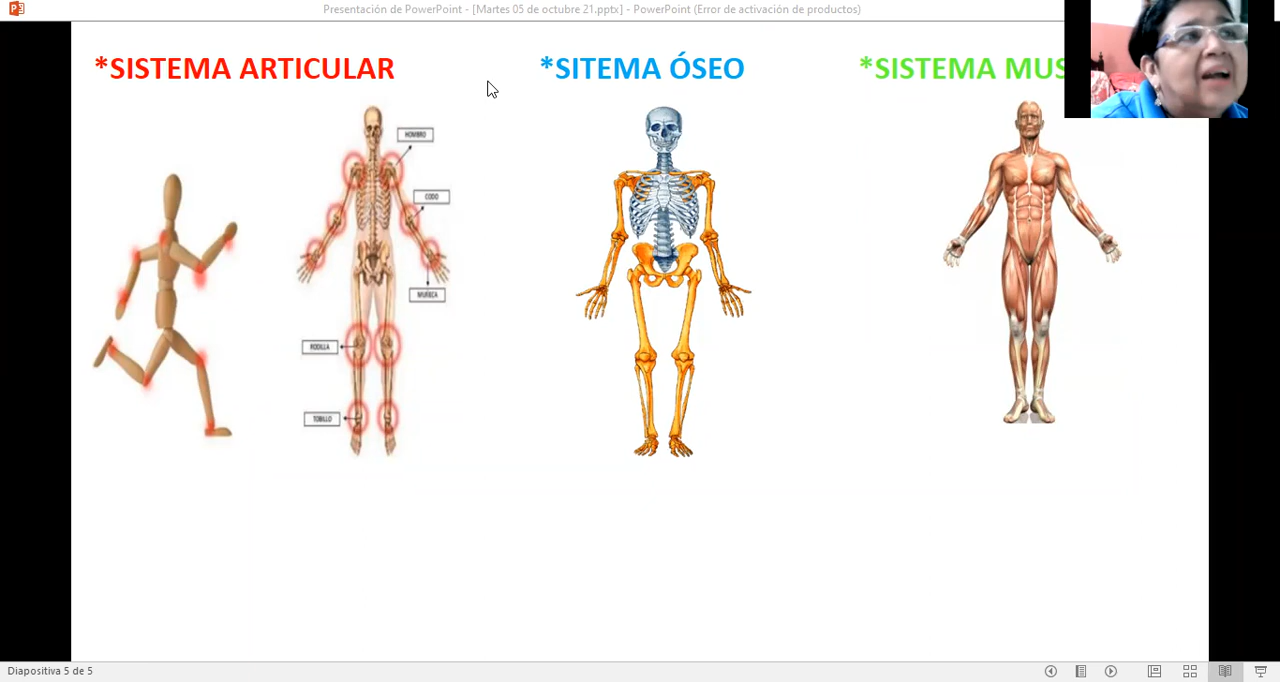 Presentación de PowerPoint - [Martes 05 de octubre 21.pptx] - PowerPoint (Error de activación de productos)
*SISTEMA ARTICULAR
*SITEMA ÓSEO
*SISTEMA MUS
HOMBRO
CODO
MUÑECA
RODILLA
TOBILLO
Diapositiva 5 de 5